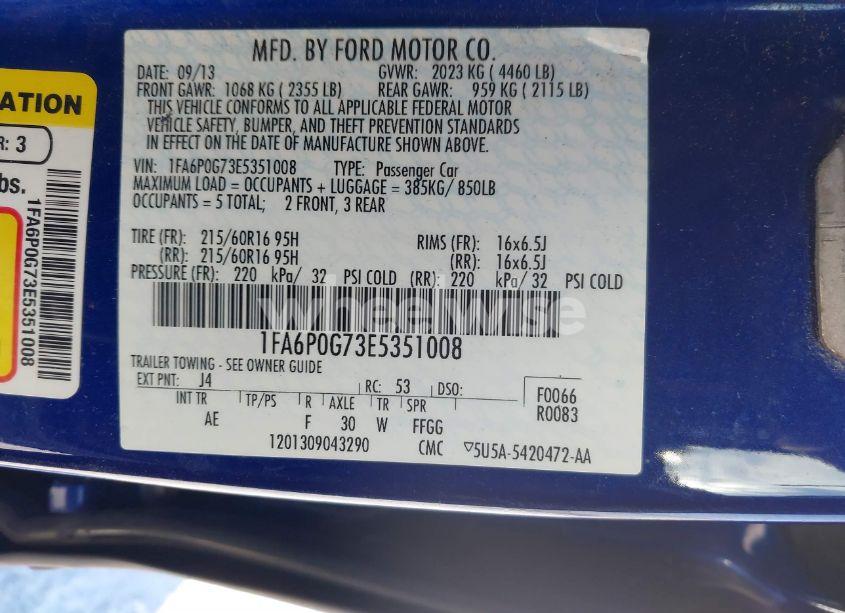 MFD. BY FORD MOTOR CO.
DATE: 09/13 GVWR: 2023 KG ( 4460 LB)
FRONT GAWR: 1068 KG ( 2355 LB) REAR GAWR: 959 KG ( 2115 LB)
THIS VEHICLE CONFORMS TO ALL APPLICABLE FEDERAL MOTOR
VEHICLE SAFETY, BUMPER, AND THEFT PREVENTION STANDARDS
IN EFFECT ON THE DATE OF MANUFACTURE SHOWN ABOVE.
VIN: 1FA6P0G73E5351008 TYPE: Passenger Car
MAXIMUM LOAD = OCCUPANTS + LUGGAGE = 385KG/ 850LB
OCCUPANTS = 5 TOTAL; 2 FRONT, 3 REAR
TIRE (FR): 215/60R16 95H RIMS (FR): 16x6.5J
(RR): 215/60R16 95H (RR): 16x6.5J
PRESSURE (FR): 220 kPa/ 32 PSI COLD (RR): 220 kPa/ 32 PSI COLD
wheelwise
1FA6P0G73E5351008
TRAILER TOWING - SEE OWNER GUIDE
EXT PNT: J4 RC: 53 DSO: F0066
INT TR TP/PS R AXLE TR SPR R0083
AE F 30 W FFGG
1201309043290 CMC 5U5A-5420472-AA
ATION
R: 3
bs.
1FA6P0G73E5351008